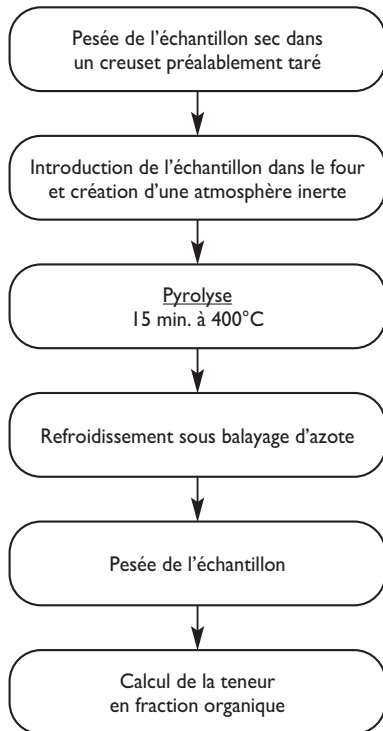 Pesée de l’échantillon sec dans
un creuset préalablement taré
Introduction de l’échantillon dans le four
et création d’une atmosphère inerte
Pyrolyse
15 min. à 400°C
Refroidissement sous balayage d’azote
Pesée de l’échantillon
Calcul de la teneur
en fraction organique